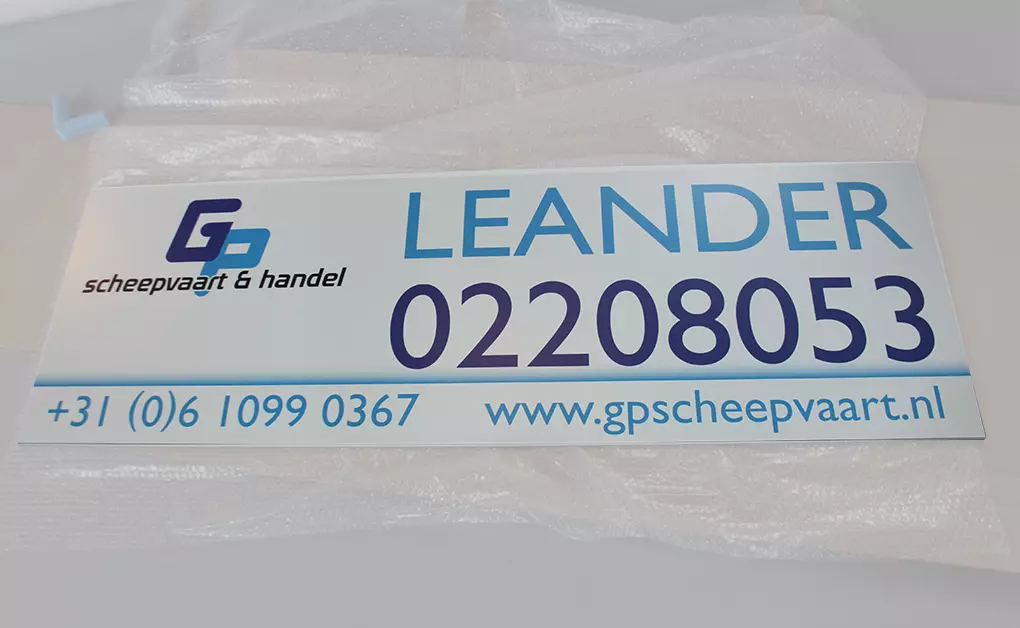 GP
scheepvaart & handel
LEANDER
02208053
+31 (0)6 1099 0367
www.gpscheepvaart.nl